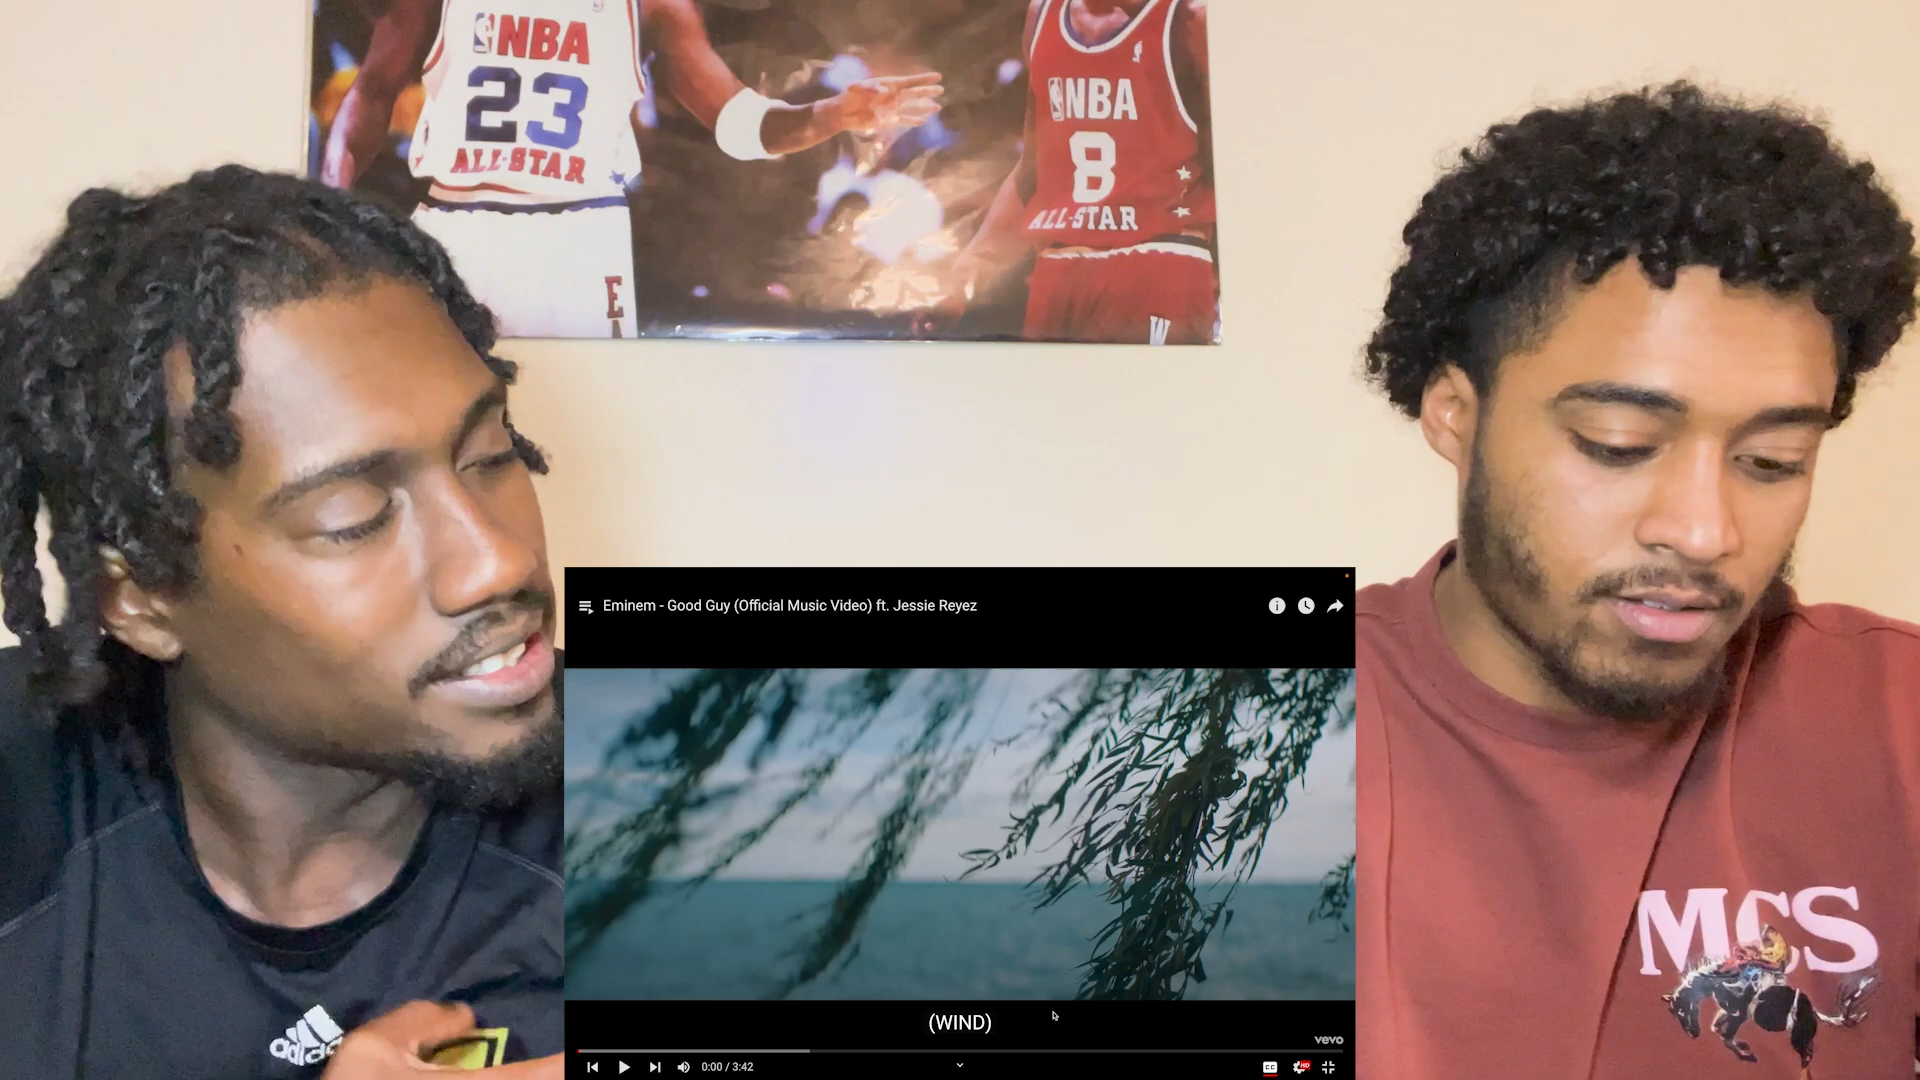 NBA
23
ALL-STAR
NBA
8
ALL-STAR
E
W
Eminem - Good Guy (Official Music Video) ft. Jessie Reyez
(WIND)
vevo
0:00 / 3:42
CC
HD
adidas
MCS